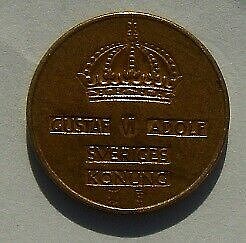 GUSTAF VI ADOLF
SVERIGES
KONUNG